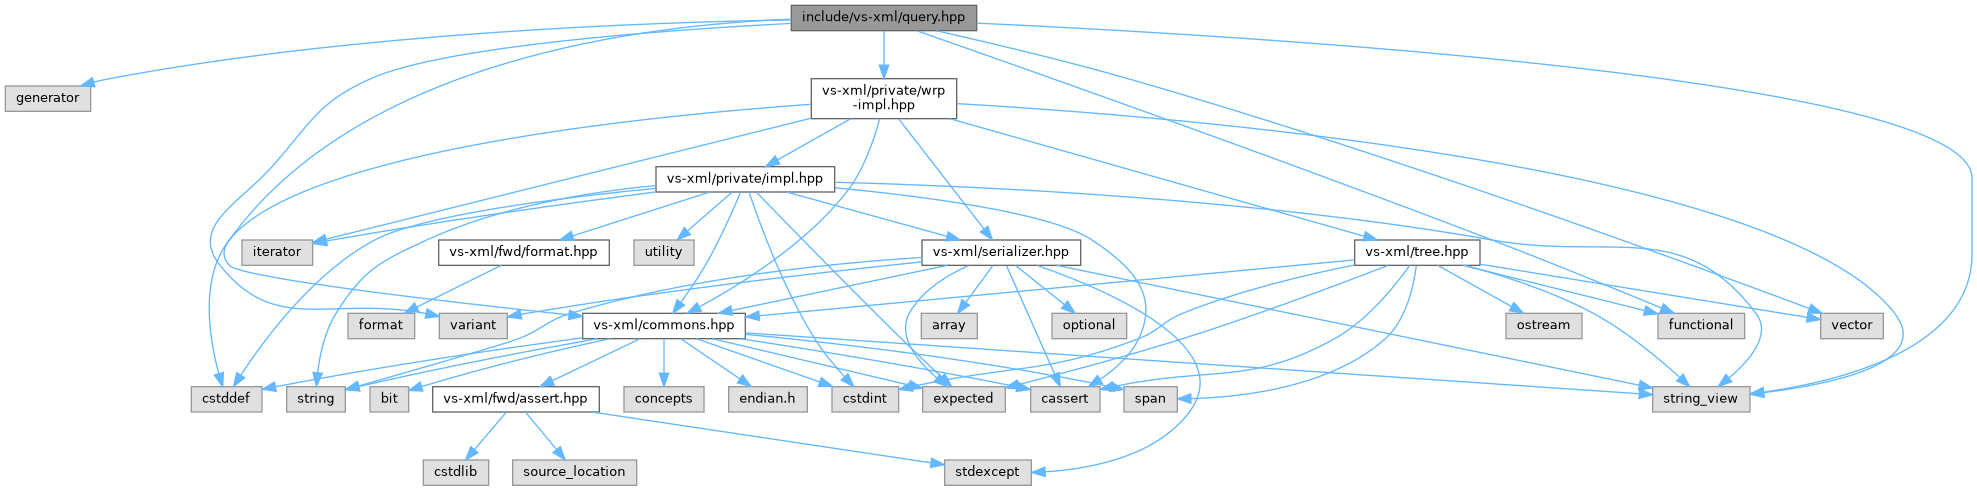 include/vs-xml/query.hpp
generator
vs-xml/private/wrp
-impl.hpp
vs-xml/private/impl.hpp
iterator
vs-xml/fwd/format.hpp
utility
vs-xml/serializer.hpp
vs-xml/tree.hpp
format
variant
vs-xml/commons.hpp
array
optional
ostream
functional
vector
cstddef
string
bit
vs-xml/fwd/assert.hpp
concepts
endian.h
cstdint
expected
cassert
span
string_view
cstdlib
source_location
stdexcept